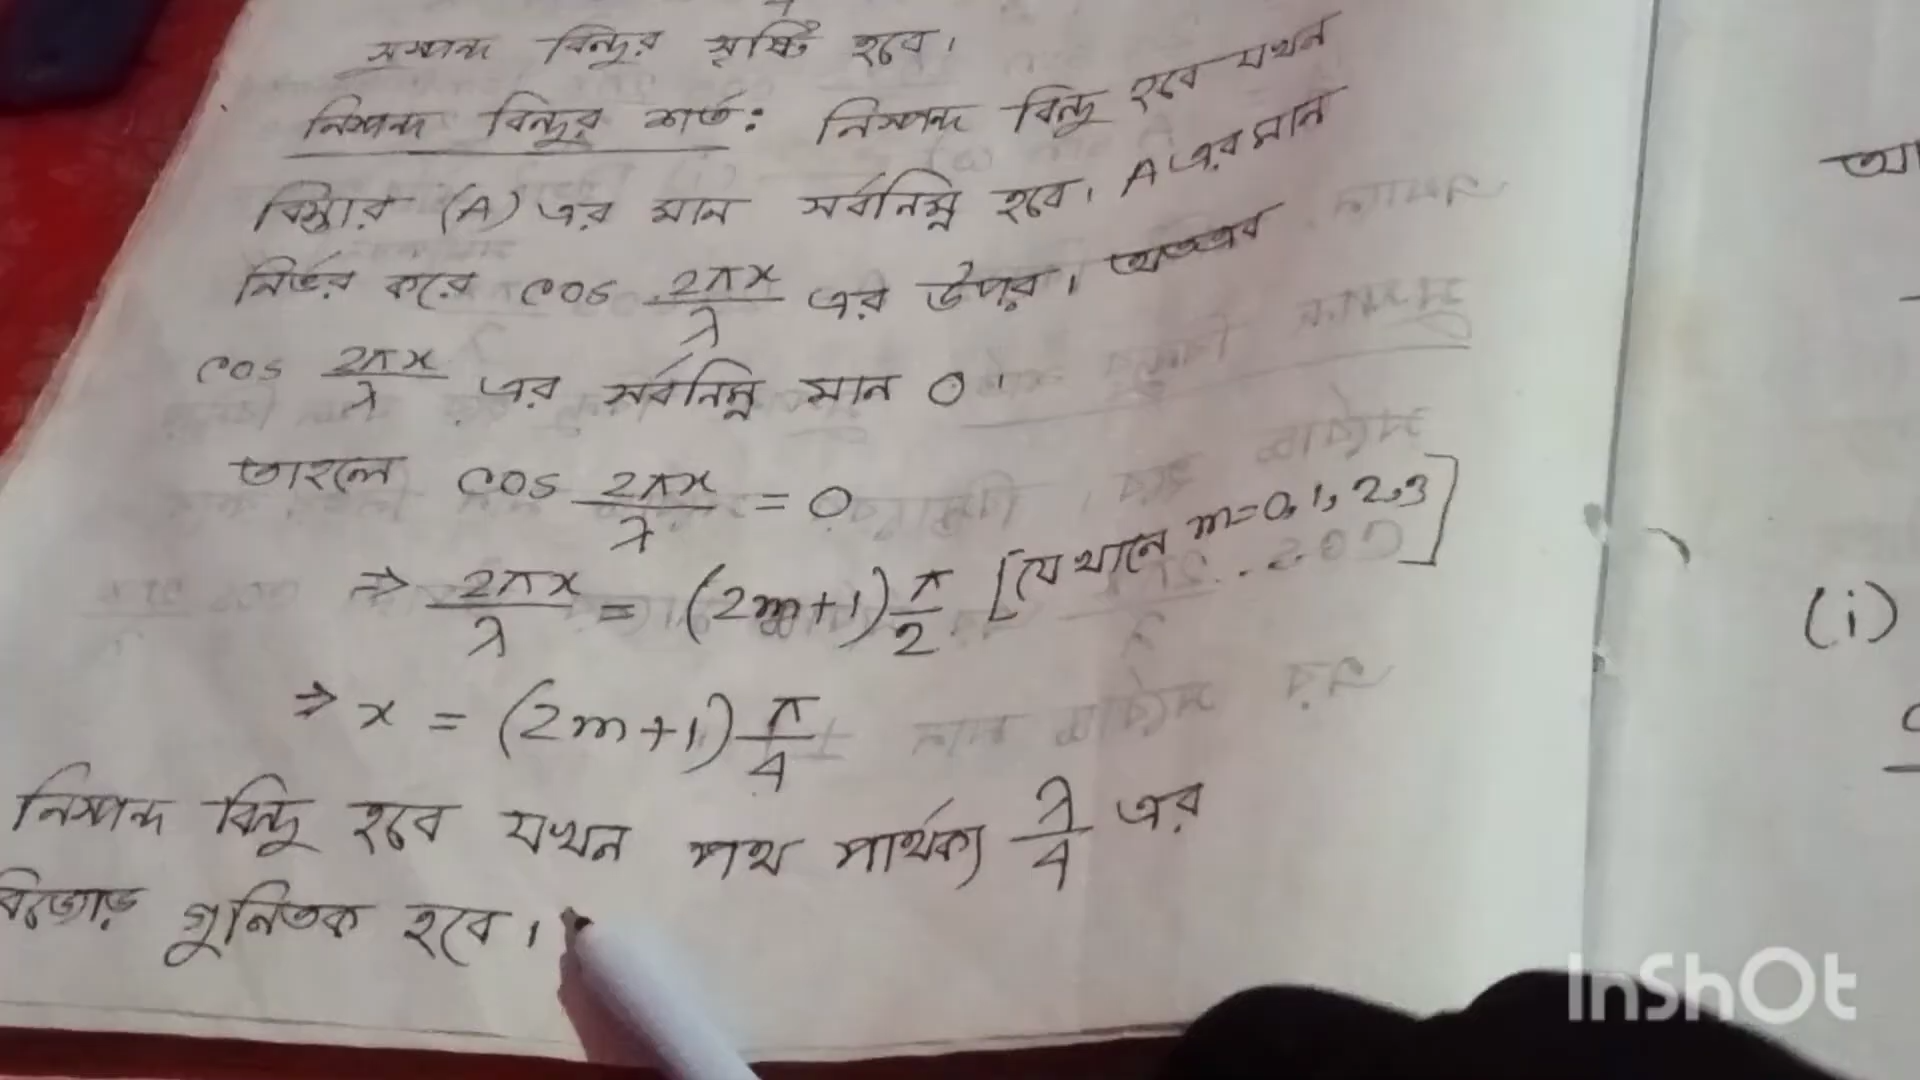 সুস্পন্দ বিন্দুর সৃষ্টি হবে।
নিস্পন্দ বিন্দুর শর্ত: নিস্পন্দ বিন্দু হবে যখন
বিস্তার (A) এর মান সর্বনিম্ন হবে। A এর মান
নির্ভর করে cos 2πx/λ এর উপর। অতএব
cos 2πx/λ এর সর্বনিম্ন মান 0।
তাহলে cos 2πx/λ = 0
⇒ 2πx/λ = (2m+1) π/2 [যেখানে m=0, 1, 2, 3]
⇒ x = (2m+1) π/4
নিস্পন্দ বিন্দু হবে যখন পথ পার্থক্য λ/4 এর
বিজোড় গুনিতক হবে।
(i)
InShOt